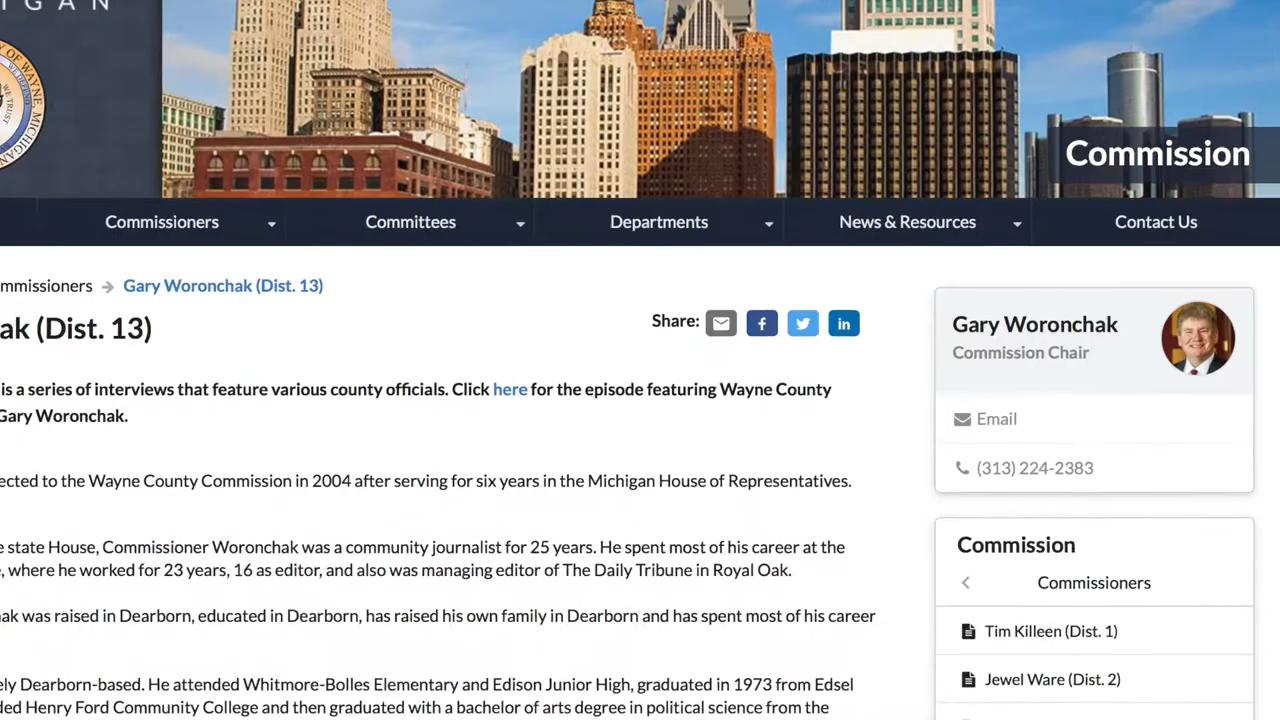 IGAN
OF WAYNE, MICHIGAN
WE TRUST
Commission
Commissioners
Committees
Departments
News & Resources
Contact Us
mmissioners
Gary Woronchak (Dist. 13)
ak (Dist. 13)
Share:
in
Gary Woronchak
Commission Chair
is a series of interviews that feature various county officials. Click here for the episode featuring Wayne County
Gary Woronchak.
Email
(313) 224-2383
ected to the Wayne County Commission in 2004 after serving for six years in the Michigan House of Representatives.
e state House, Commissioner Woronchak was a community journalist for 25 years. He spent most of his career at the
, where he worked for 23 years, 16 as editor, and also was managing editor of The Daily Tribune in Royal Oak.
ak was raised in Dearborn, educated in Dearborn, has raised his own family in Dearborn and has spent most of his career
ely Dearborn-based. He attended Whitmore-Bolles Elementary and Edison Junior High, graduated in 1973 from Edsel
ded Henry Ford Community College and then graduated with a bachelor of arts degree in political science from the
Commission
Commissioners
Tim Killeen (Dist. 1)
Jewel Ware (Dist. 2)